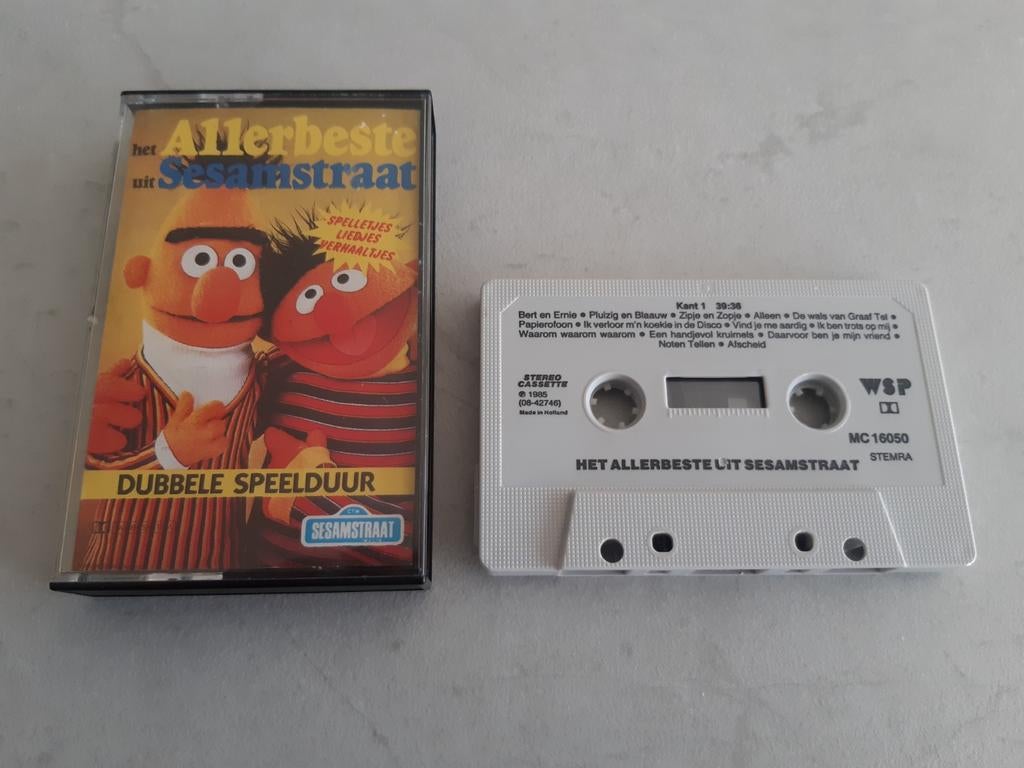 het Allerbeste
uit Sesamstraat
SPELLETJES
LIEDJES
VERHAALTJES
DUBBELE SPEELDUUR
CTW
SESAMSTRAAT
Kant 1 39:36
Bert en Ernie • Pluizig en Blaauw • Zipje en Zopje • Alleen • De wals van Graaf Tel •
Papierofoon • Ik verloor m'n koekie in de Disco • Vind je me aardig • Ik ben trots op mij •
Waarom waarom waarom • Een handjevol kruimels • Daarvoor ben je mijn vriend •
Noten Tellen • Afscheid
STEREO
CASSETTE
℗ 1985
(08-42746)
Made in Holland
WSP
MC 16050
STEMRA
HET ALLERBESTE UIT SESAMSTRAAT